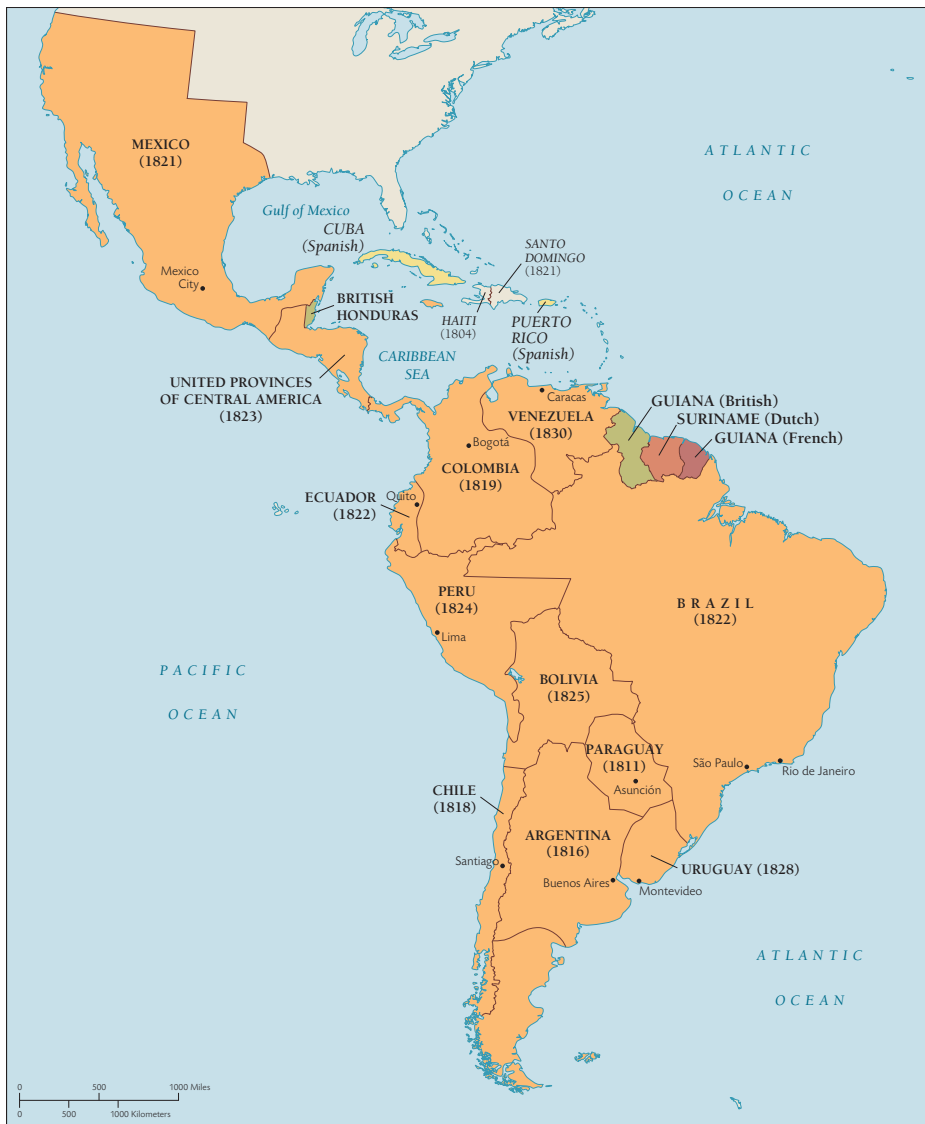 MEXICO
(1821)
ATLANTIC
OCEAN
Gulf of Mexico
CUBA
(Spanish)
SANTO
DOMINGO
(1821)
Mexico
City
BRITISH
HONDURAS
HAITI
(1804)
PUERTO
RICO
(Spanish)
CARIBBEAN
SEA
UNITED PROVINCES
OF CENTRAL AMERICA
(1823)
Caracas
VENEZUELA
(1830)
GUIANA (British)
SURINAME (Dutch)
GUIANA (French)
Bogotá
COLOMBIA
(1819)
ECUADOR
(1822)
Quito
PERU
(1824)
Lima
BRAZIL
(1822)
PACIFIC
OCEAN
BOLIVIA
(1825)
PARAGUAY
(1811)
Asunción
São Paulo
Rio de Janeiro
CHILE
(1818)
ARGENTINA
(1816)
Santiago
URUGUAY (1828)
Buenos Aires
Montevideo
ATLANTIC
OCEAN
0 500 1000 Miles
0 500 1000 Kilometers